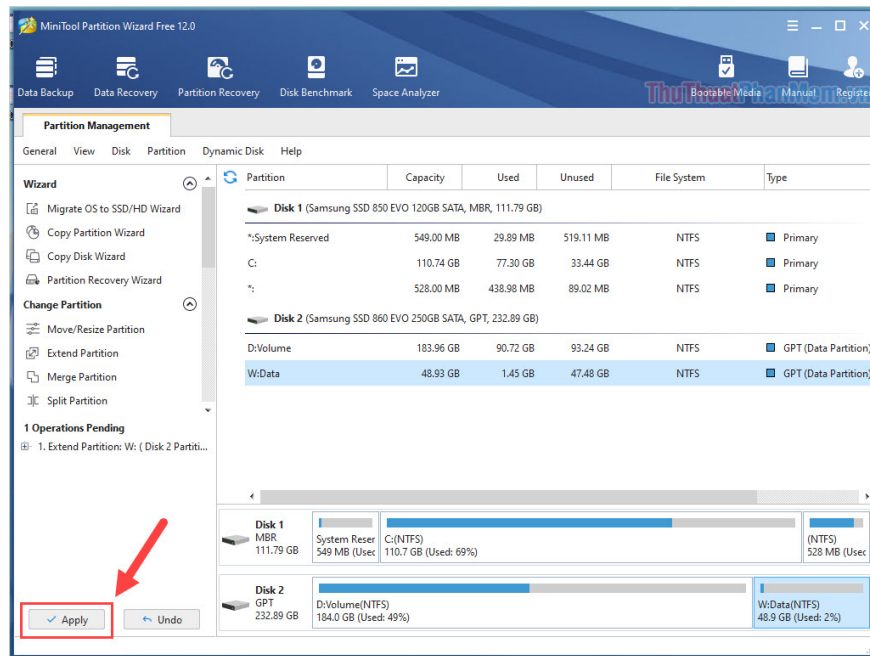 MiniTool Partition Wizard Free 12.0
Data Backup Data Recovery Partition Recovery Disk Benchmark Space Analyzer Bootable Media Manual Register
ThuThuatPhanMem.vn
Partition Management
General View Disk Partition Dynamic Disk Help
Wizard
Migrate OS to SSD/HD Wizard
Copy Partition Wizard
Copy Disk Wizard
Partition Recovery Wizard
Change Partition
Move/Resize Partition
Extend Partition
Merge Partition
Split Partition
1 Operations Pending
1. Extend Partition: W: ( Disk 2 Partiti...
Apply Undo
Partition Capacity Used Unused File System Type
Disk 1 (Samsung SSD 850 EVO 120GB SATA, MBR, 111.79 GB)
*:System Reserved 549.00 MB 29.89 MB 519.11 MB NTFS Primary
C: 110.74 GB 77.30 GB 33.44 GB NTFS Primary
*: 528.00 MB 438.98 MB 89.02 MB NTFS Primary
Disk 2 (Samsung SSD 860 EVO 250GB SATA, GPT, 232.89 GB)
D:Volume 183.96 GB 90.72 GB 93.24 GB NTFS GPT (Data Partition)
W:Data 48.93 GB 1.45 GB 47.48 GB NTFS GPT (Data Partition)
Disk 1
MBR
111.79 GB
System Reser
549 MB (Usec
C:(NTFS)
110.7 GB (Used: 69%)
(NTFS)
528 MB (Usec
Disk 2
GPT
232.89 GB
D:Volume(NTFS)
184.0 GB (Used: 49%)
W:Data(NTFS)
48.9 GB (Used: 2%)